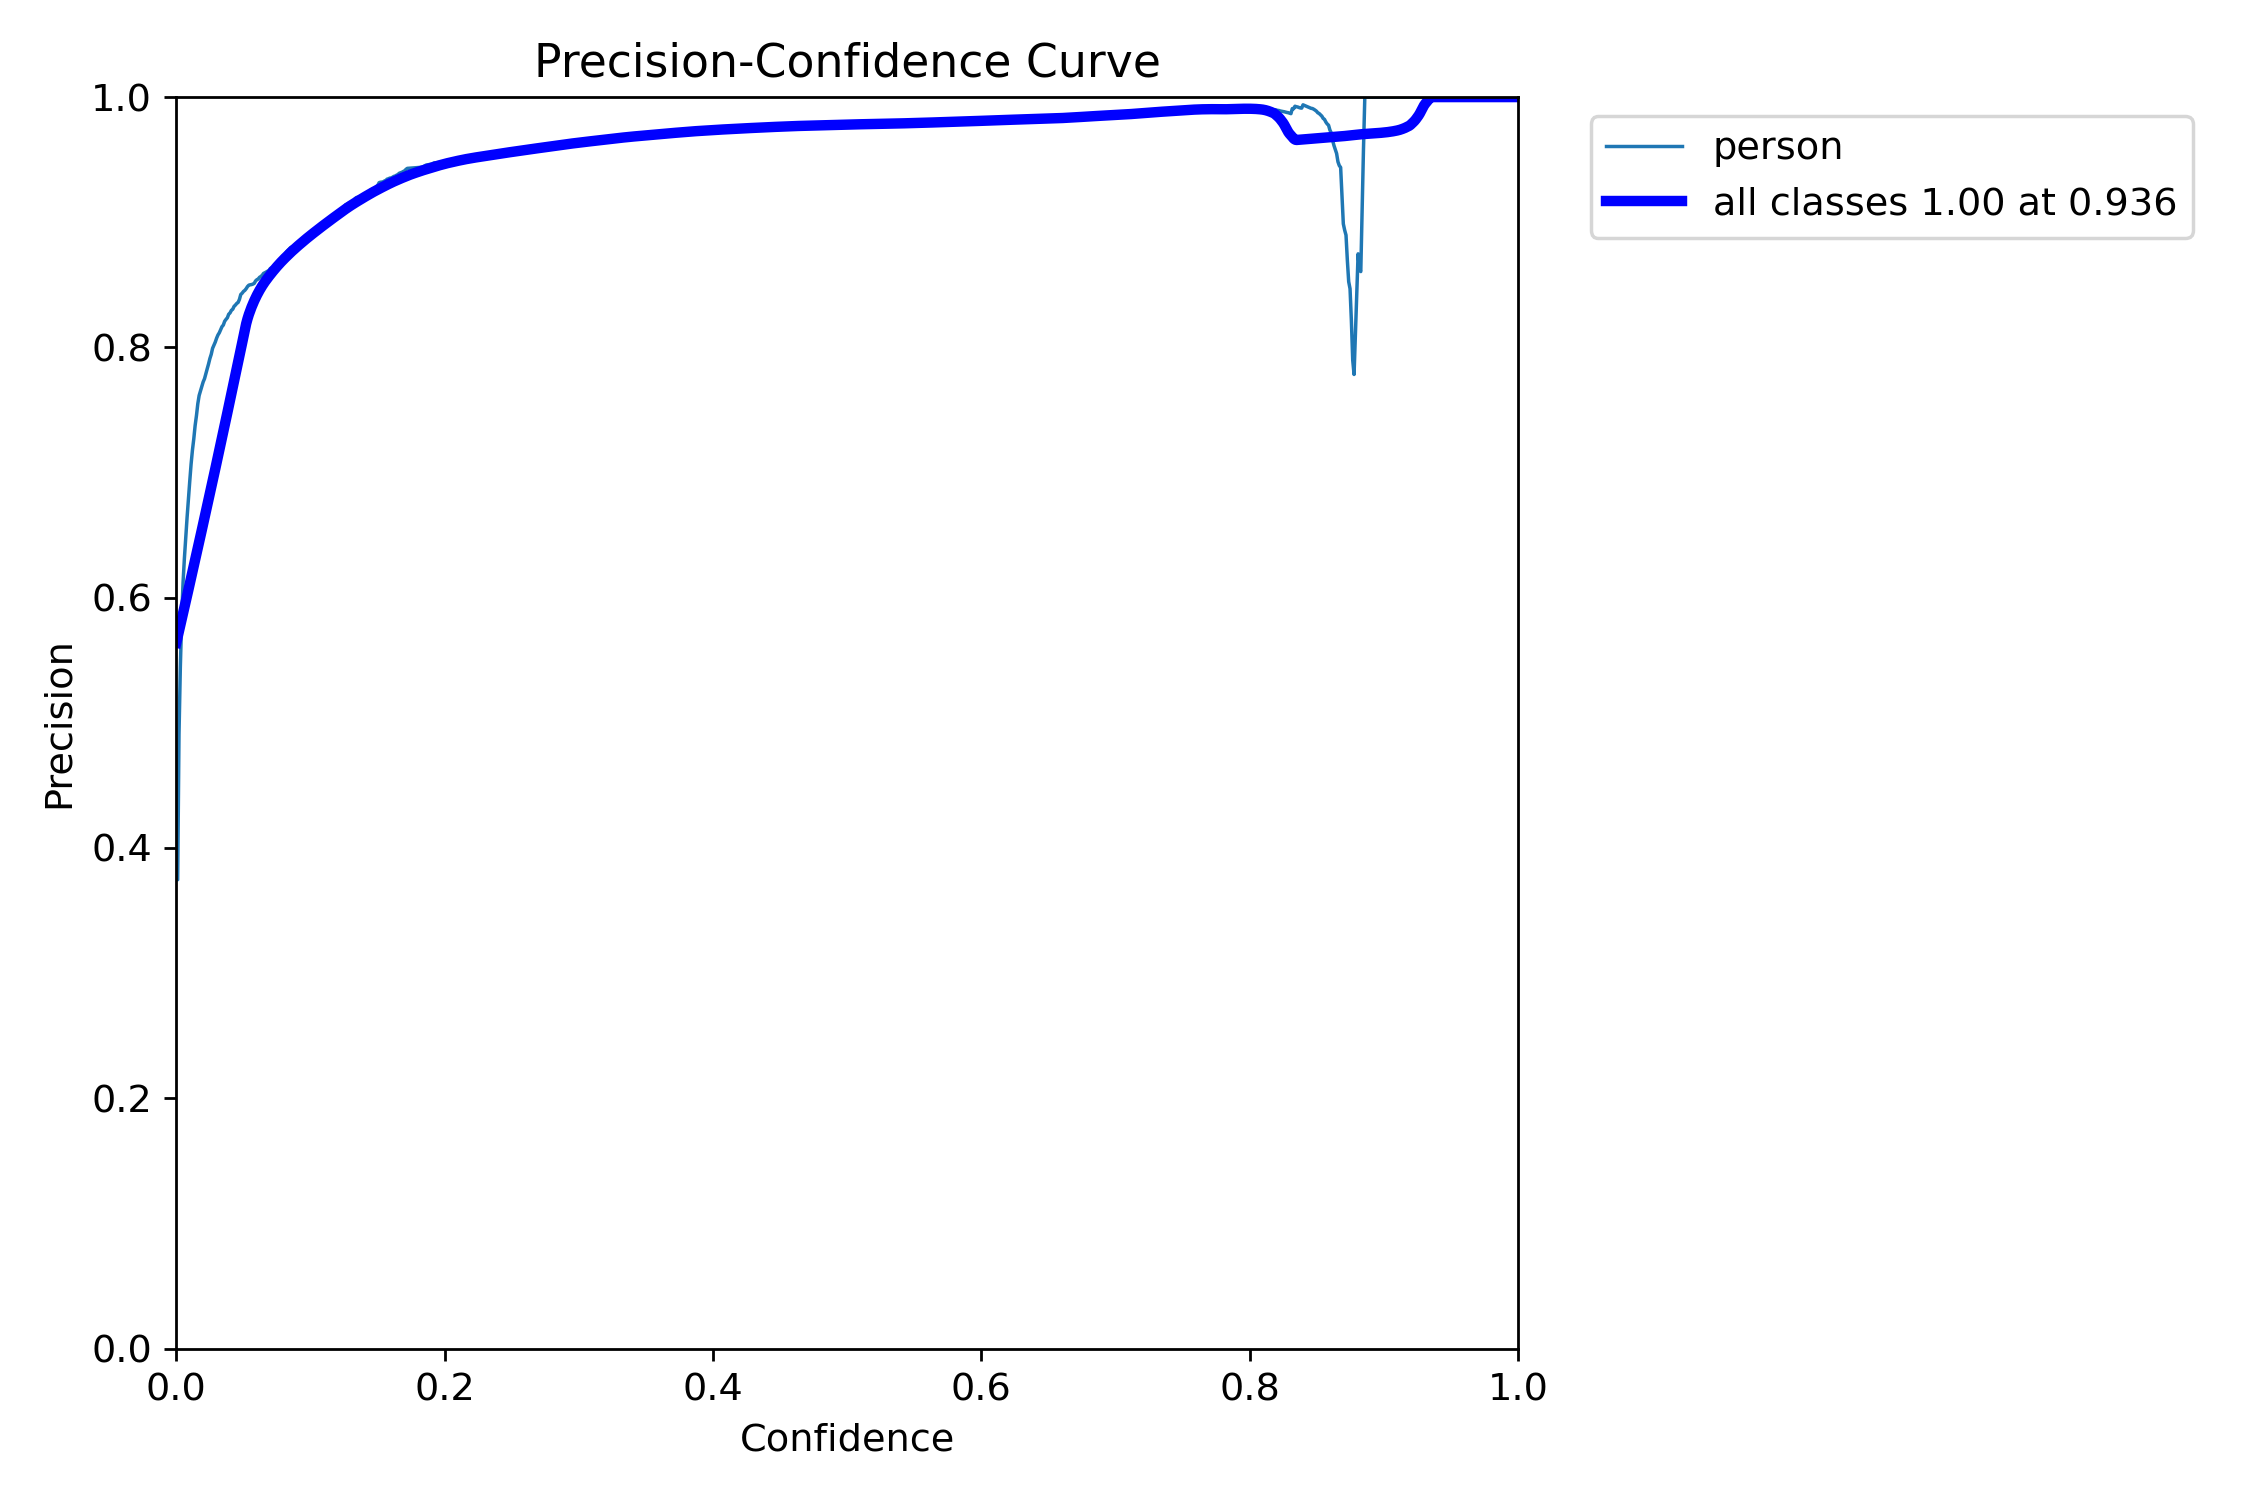 Precision-Confidence Curve
1.0
0.8
0.6
0.4
0.2
0.0
Precision
0.0 0.2 0.4 0.6 0.8 1.0
Confidence
person
all classes 1.00 at 0.936